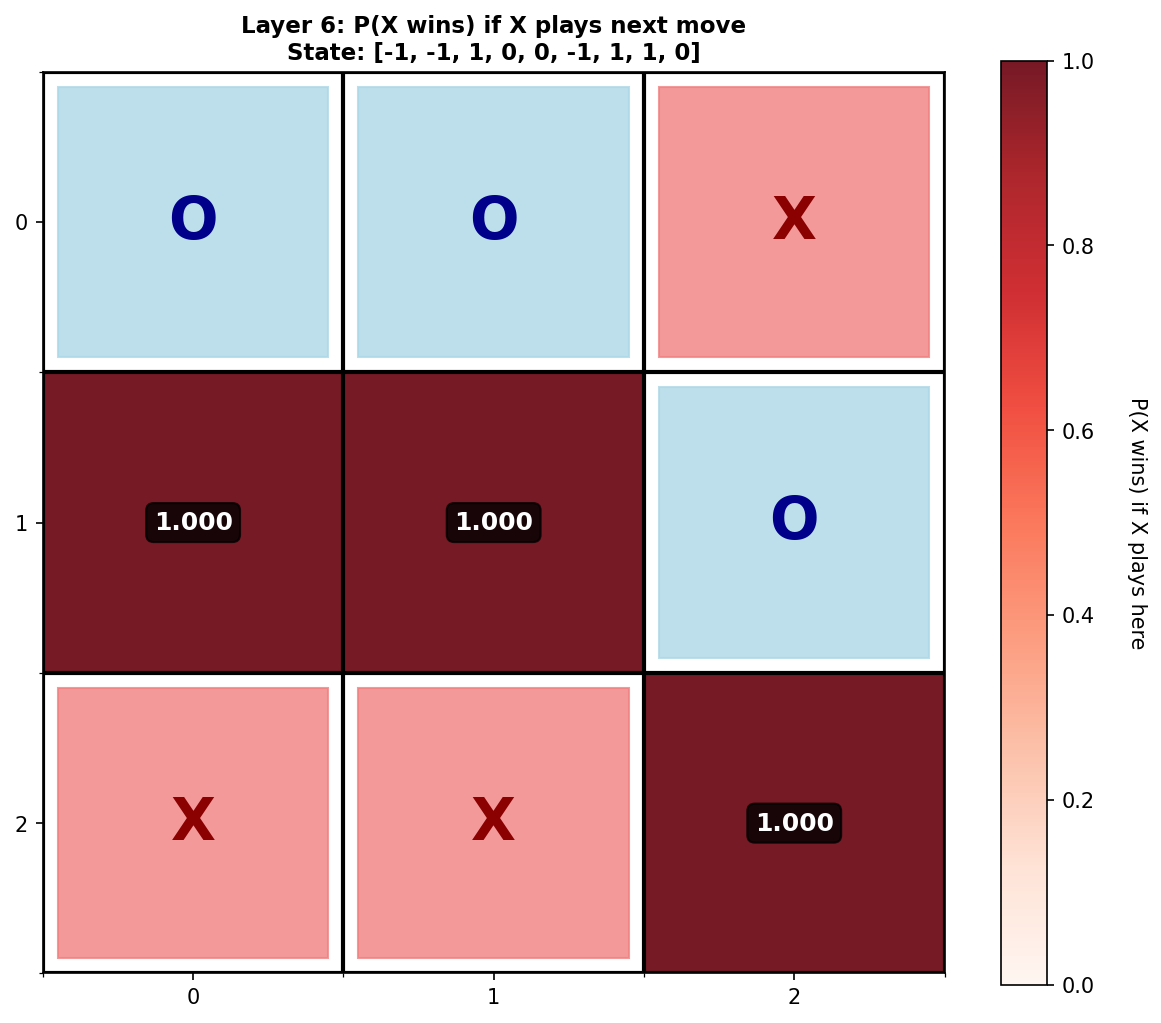 Layer 6: P(X wins) if X plays next move
State: [-1, -1, 1, 0, 0, -1, 1, 1, 0]
0
O
O
X
1
1.000
1.000
O
2
X
X
1.000
0
1
2
1.0
0.8
0.6
0.4
0.2
0.0
P(X wins) if X plays here